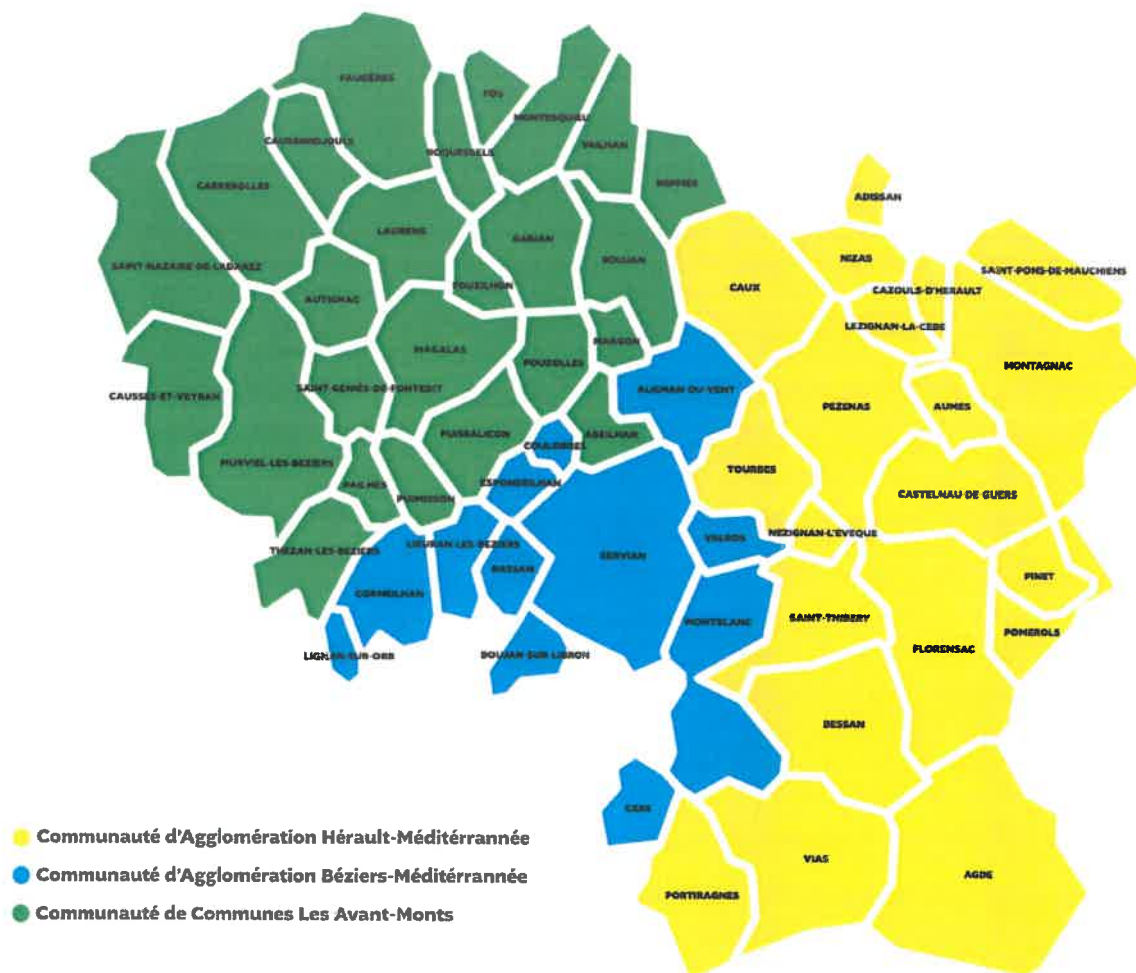 FAUGÈRES
FOS
MONTESQUIEU
CAUSSINIOJOULS
ROQUESSELS
VAILHAN
CABREROLLES
NEFFIES
ADISSAN
LAURENS
GABIAN
ROUJAN
NIZAS
SAINT-PONS-DE-MAUCHIENS
SAINT-NAZAIRE-DE-LADAREZ
FOUZILHON
CAUX
CAZOULS-D'HERAULT
AUTIGNAC
LEZIGNAN-LA-CEBE
MAGALAS
MARGON
POUZOLLES
MONTAGNAC
SAINT-GENIÈS-DE-FONTEDIT
ALIGNAN-DU-VENT
CAUSSES-ET-VEYRAN
PEZENAS
AUMES
PUISSALICON
ABEILHAN
COULOBRES
MURVIEL-LES-BEZIERS
TOURBES
PAILHES
ESPONDEILHAN
CASTELNAU-DE-GUERS
PUIMISSON
NEZIGNAN-L'EVEQUE
VALROS
LIEURAN-LES-BEZIERS
THEZAN-LES-BEZIERS
SERVIAN
BASSAN
PINET
CORNEILHAN
SAINT-THIBERY
MONTBLANC
POMEROLS
FLORENSAC
LIGNAN-SUR-ORB
BOUJAN-SUR-LIBRON
BESSAN
CERS
VIAS
AGDE
PORTIRAGNES
Communauté d'Agglomération Hérault-Méditérrannée
Communauté d'Agglomération Béziers-Méditérrannée
Communauté de Communes Les Avant-Monts